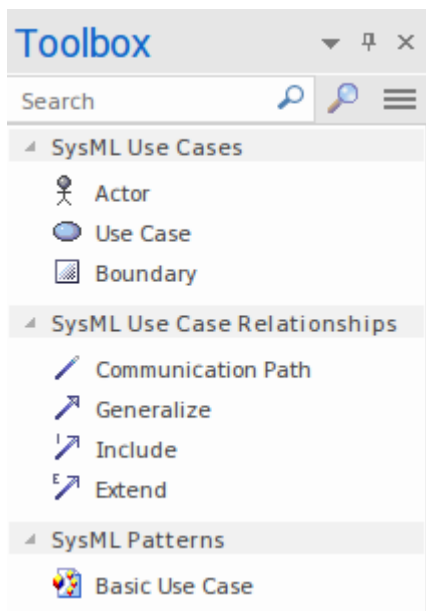 Toolbox
Search
SysML Use Cases
Actor
Use Case
Boundary
SysML Use Case Relationships
Communication Path
Generalize
I
Include
E
Extend
SysML Patterns
Basic Use Case